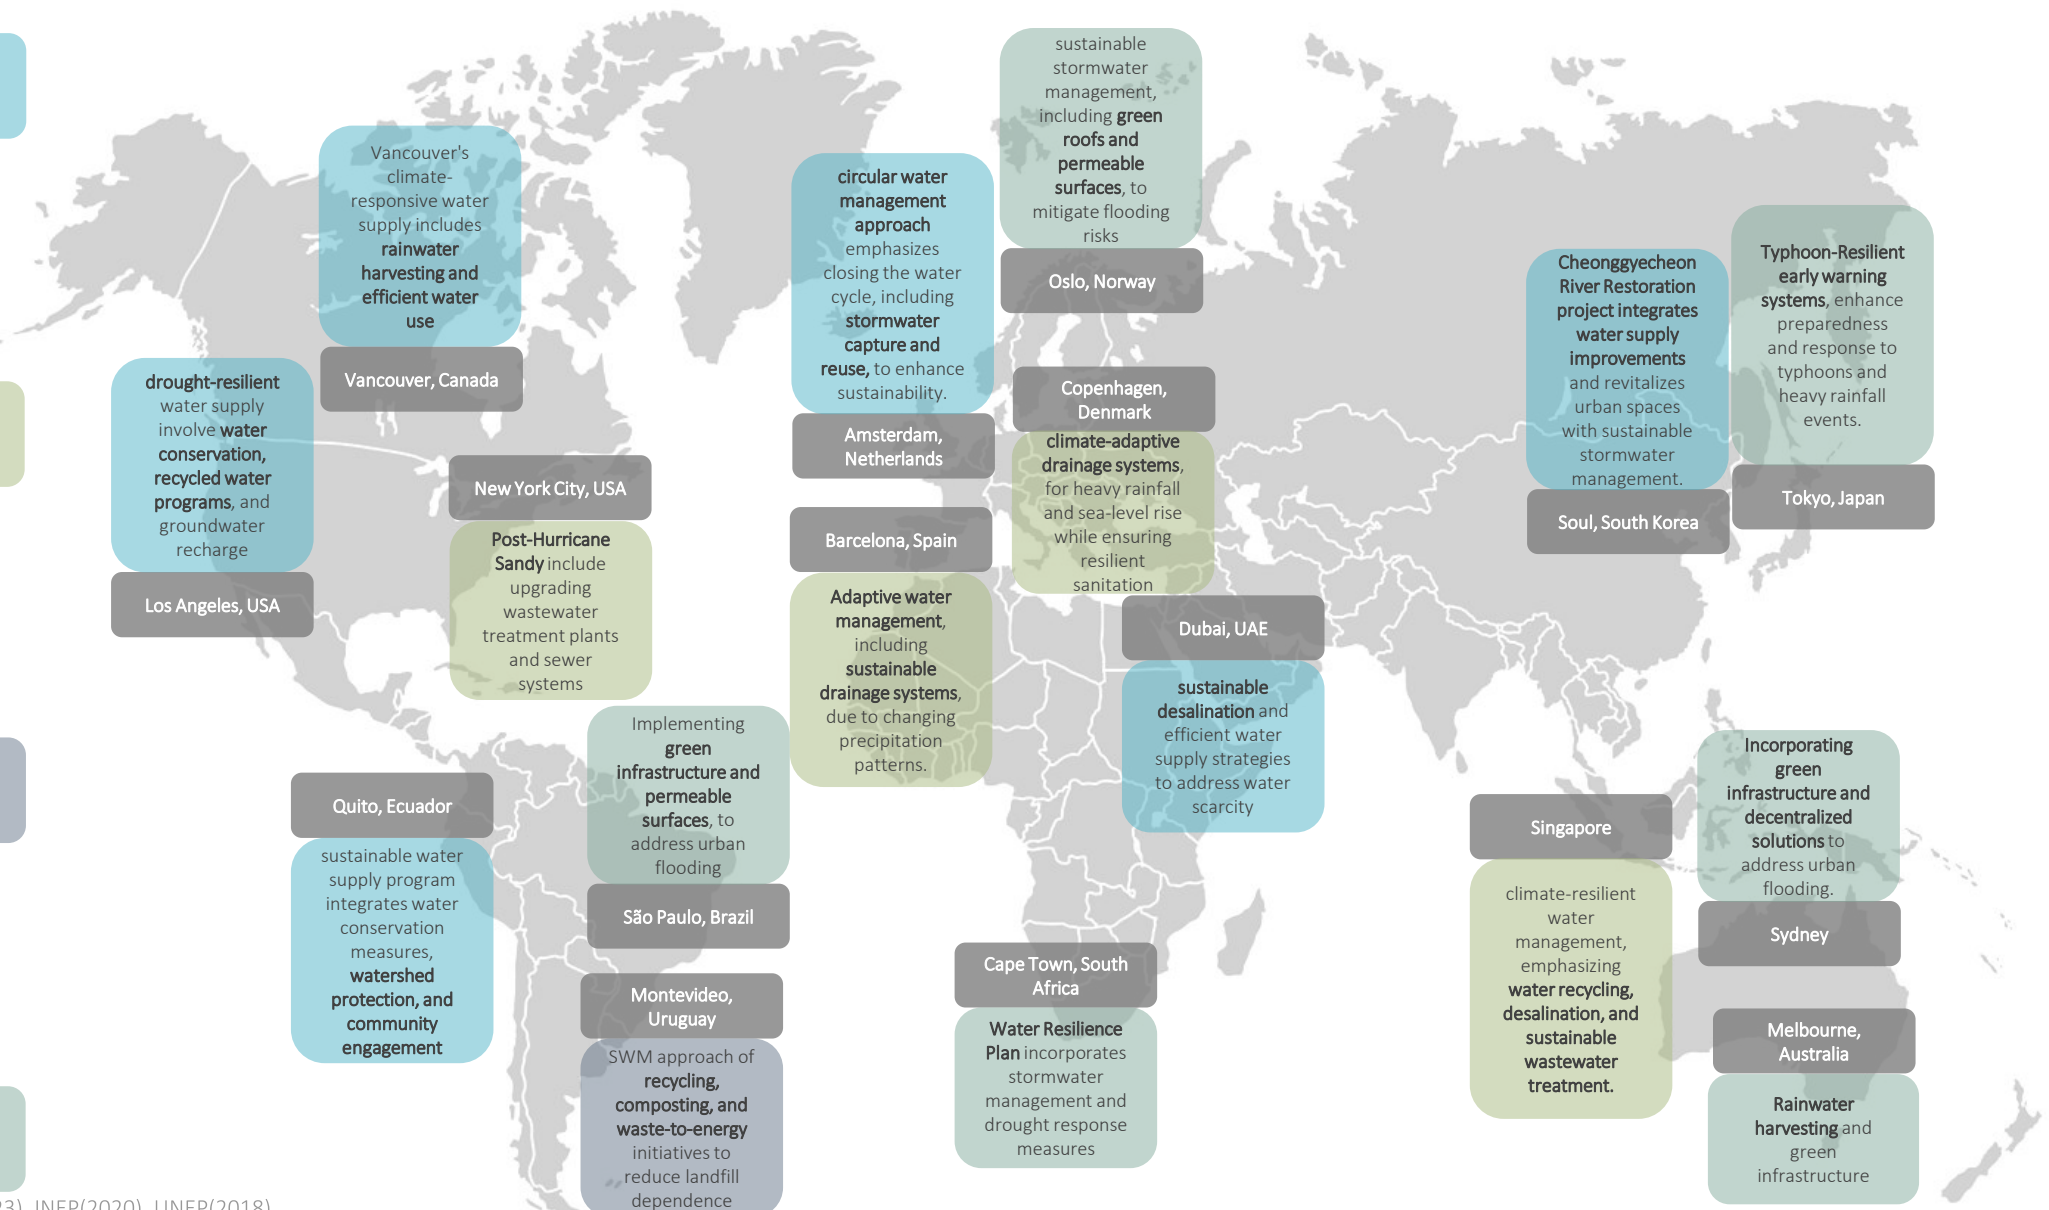 sustainable
stormwater
management,
including green
roofs and
permeable
surfaces, to
mitigate flooding
risks
Oslo, Norway
Vancouver's
climate-
responsive water
supply includes
rainwater
harvesting and
efficient water
use
Vancouver, Canada
circular water
management
approach
emphasizes
closing the water
cycle, including
stormwater
capture and
reuse, to enhance
sustainability.
Amsterdam,
Netherlands
Cheonggyecheon
River Restoration
project integrates
water supply
improvements
and revitalizes
urban spaces
with sustainable
stormwater
management.
Soul, South Korea
Typhoon-Resilient
early warning
systems, enhance
preparedness
and response to
typhoons and
heavy rainfall
events.
Tokyo, Japan
drought-resilient
water supply
involve water
conservation,
recycled water
programs, and
groundwater
recharge
Los Angeles, USA
New York City, USA
Post-Hurricane
Sandy include
upgrading
wastewater
treatment plants
and sewer
systems
Copenhagen,
Denmark
climate-adaptive
drainage systems,
for heavy rainfall
and sea-level rise
while ensuring
resilient
sanitation
Barcelona, Spain
Adaptive water
management,
including
sustainable
drainage systems,
due to changing
precipitation
patterns.
Dubai, UAE
sustainable
desalination and
efficient water
supply strategies
to address water
scarcity
Quito, Ecuador
sustainable water
supply program
integrates water
conservation
measures,
watershed
protection, and
community
engagement
Implementing
green
infrastructure and
permeable
surfaces, to
address urban
flooding
São Paulo, Brazil
Montevideo,
Uruguay
SWM approach of
recycling,
composting, and
waste-to-energy
initiatives to
reduce landfill
dependence
Cape Town, South
Africa
Water Resilience
Plan incorporates
stormwater
management and
drought response
measures
Singapore
climate-resilient
water
management,
emphasizing
water recycling,
desalination, and
sustainable
wastewater
treatment.
Incorporating
green
infrastructure and
decentralized
solutions to
address urban
flooding.
Sydney
Melbourne,
Australia
Rainwater
harvesting and
green
infrastructure
INEP(2020), UNEP(2018)